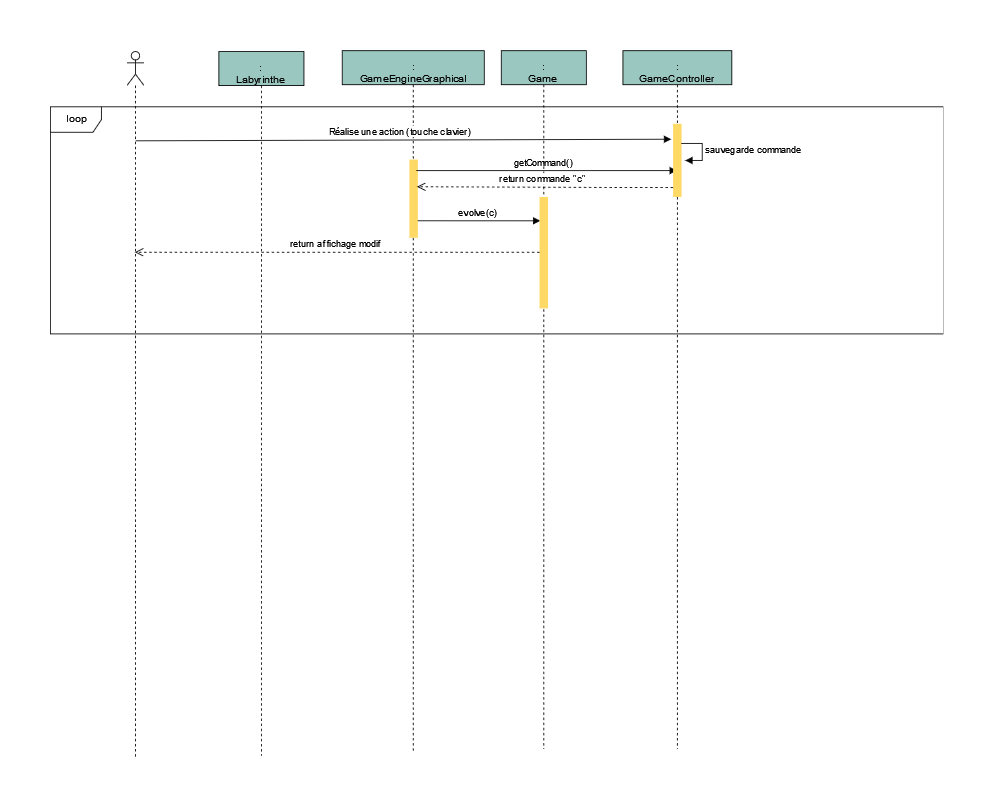 :
Labyrinthe
:
GameEngineGraphical
:
Game
:
GameController
loop
Réalise une action (touche clavier)
sauvegarde commande
getCommand()
return commande "c"
evolve(c)
return affichage modif